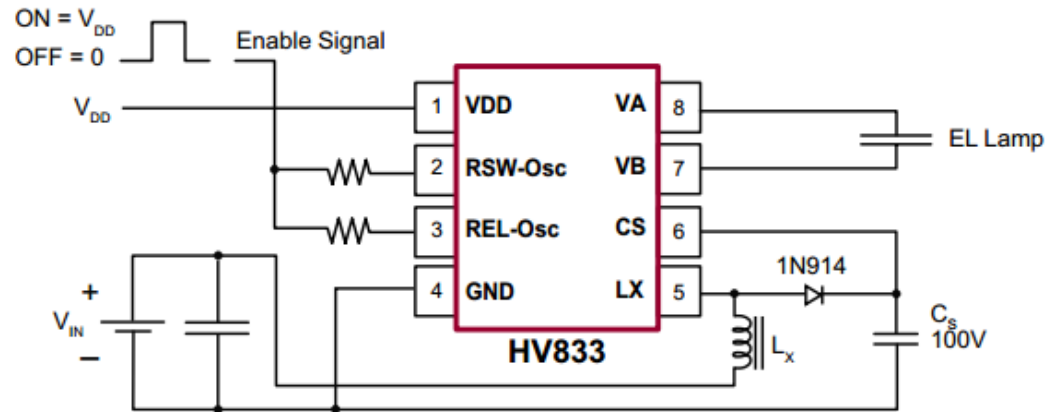 ON = VDD
OFF = 0
Enable Signal
VDD
1 VDD VA 8
EL Lamp
2 RSW-Osc VB 7
3 REL-Osc CS 6
1N914
4 GND LX 5
+
VIN
–
CS
100V
LX
HV833